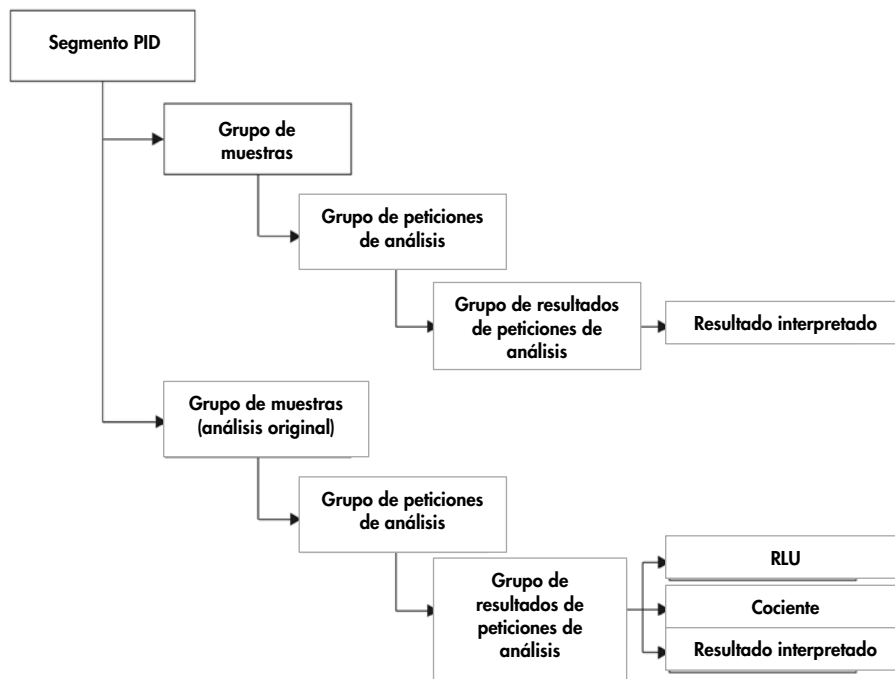 Segmento PID
Grupo de
muestras
Grupo de peticiones
de análisis
Grupo de resultados
de peticiones de
análisis
Resultado interpretado
Grupo de muestras
(análisis original)
Grupo de peticiones
de análisis
Grupo de
resultados de
peticiones de
análisis
RLU
Cociente
Resultado interpretado